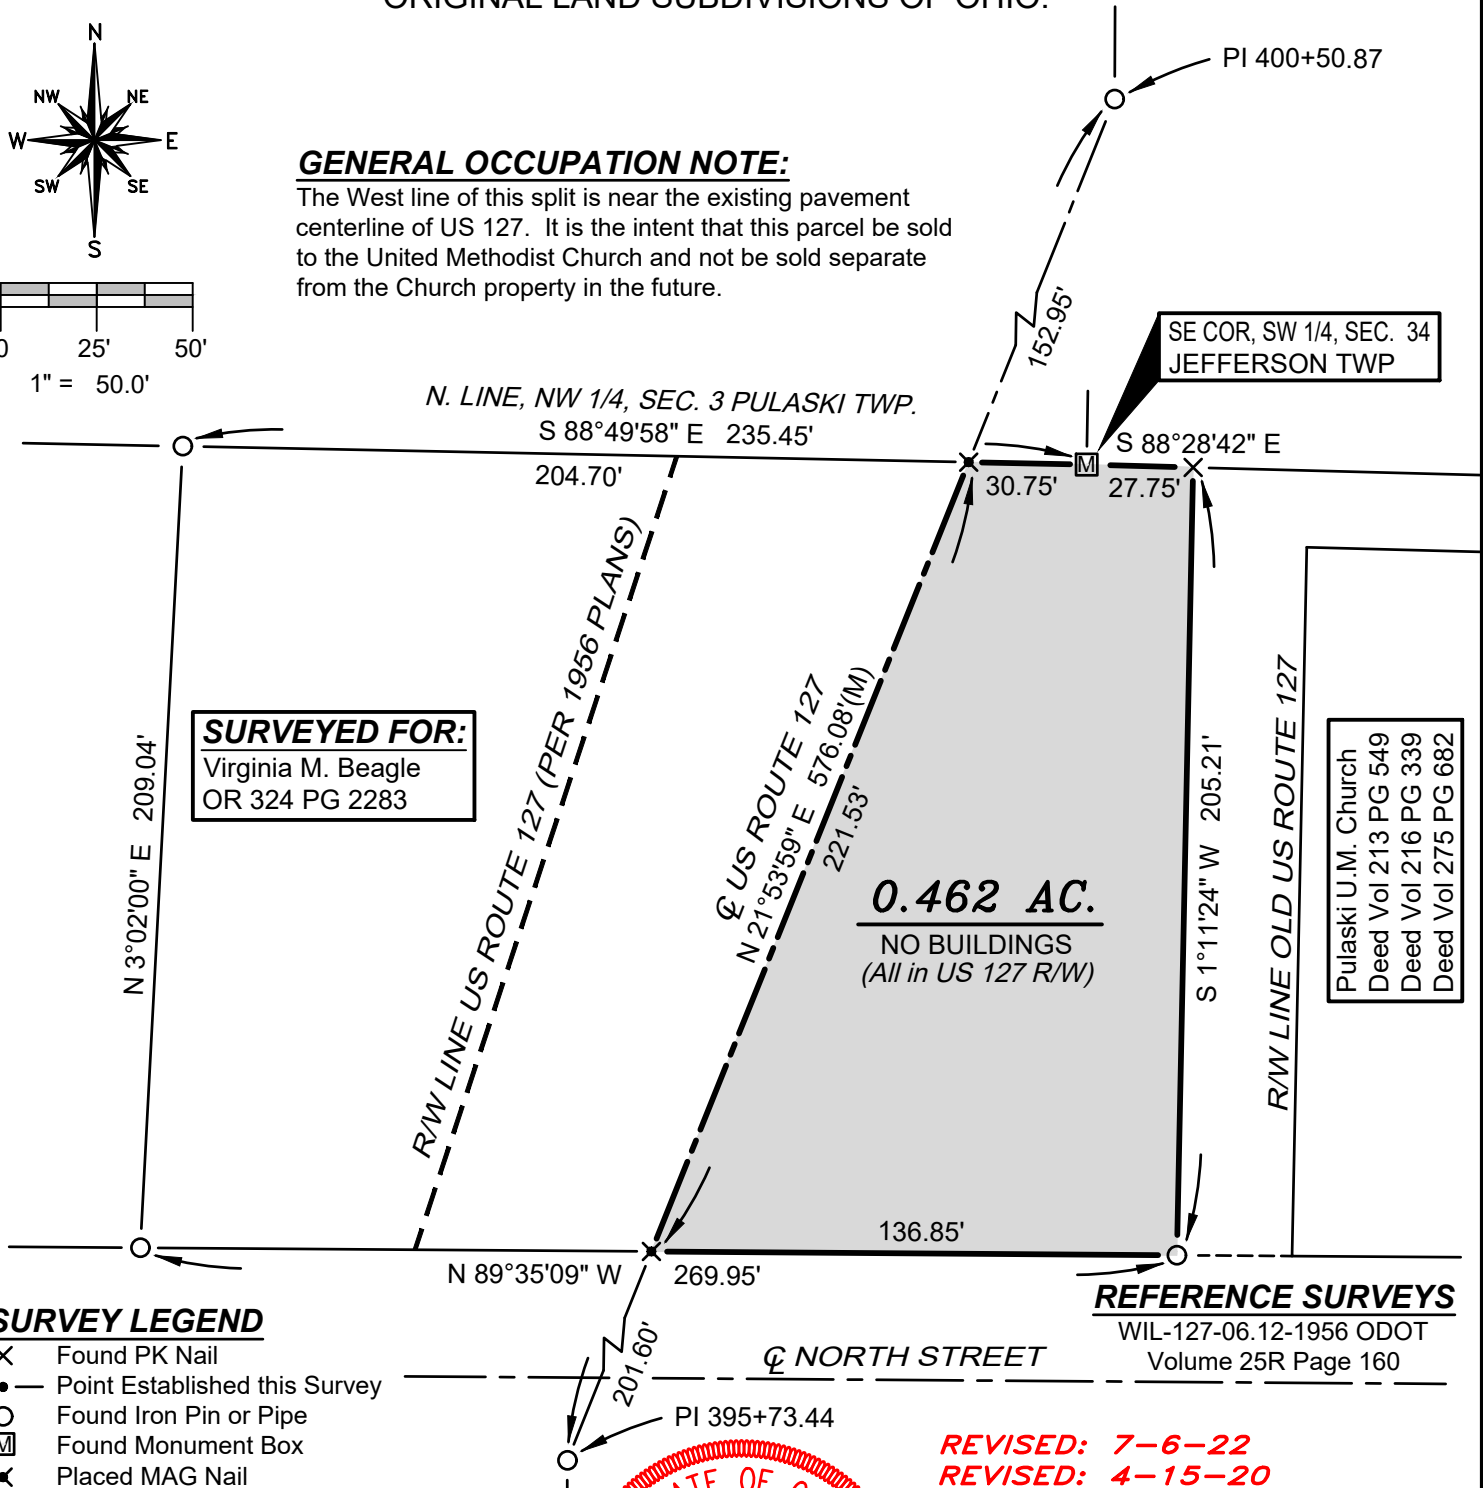 ORIGINAL LAND SUBDIVISIONS OF OHIO.
N
NW
NE
W
E
SW
SE
S
PI 400+50.87
GENERAL OCCUPATION NOTE:
The West line of this split is near the existing pavement
centerline of US 127. It is the intent that this parcel be sold
to the United Methodist Church and not be sold separate
from the Church property in the future.
0 25' 50'
1" = 50.0'
152.95'
SE COR, SW 1/4, SEC. 34
JEFFERSON TWP
N. LINE, NW 1/4, SEC. 3 PULASKI TWP.
S 88°49'58" E 235.45'
S 88°28'42" E
M
204.70'
30.75'
27.75'
R/W LINE US ROUTE 127 (PER 1956 PLANS)
SURVEYED FOR:
Virginia M. Beagle
OR 324 PG 2283
N 3°02'00" E 209.04'
℄ US ROUTE 127
N 21°53'59" E 576.08'(M)
221.53'
0.462 AC.
NO BUILDINGS
(All in US 127 R/W)
S 1°11'24" W 205.21'
R/W LINE OLD US ROUTE 127
Pulaski U.M. Church
Deed Vol 213 PG 549
Deed Vol 216 PG 339
Deed Vol 275 PG 682
136.85'
N 89°35'09" W 269.95'
REFERENCE SURVEYS
WIL-127-06.12-1956 ODOT
Volume 25R Page 160
SURVEY LEGEND
Found PK Nail
Point Established this Survey
Found Iron Pin or Pipe
M Found Monument Box
Placed MAG Nail
201.60'
℄ NORTH STREET
PI 395+73.44
REVISED: 7-6-22
REVISED: 4-15-20
OF